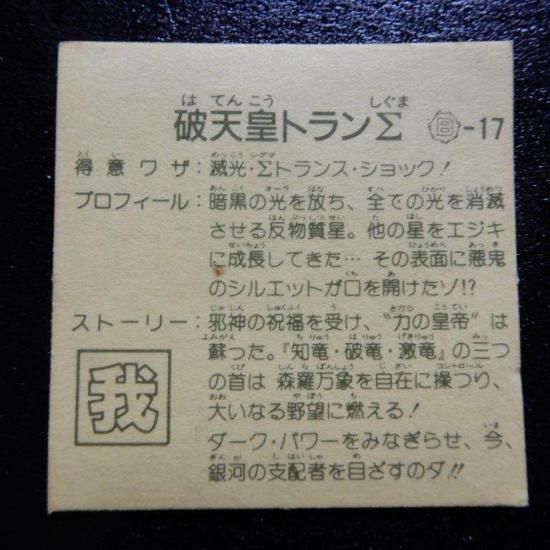 破天皇トランΣ 日-17
得意ワザ：滅光・Σトランス・ショック！
プロフィール：暗黒の光を放ち、全ての光を消滅
させる反物質星。他の星をエジキ
に成長してきた…その表面に悪鬼
のシルエットが口を開けたゾ!?
ストーリー：邪神の祝福を受け、“力の皇帝”は
蘇った。『知竜・破竜・激竜』の三つ
の首は森羅万象を自在に操つり、
大いなる野望に燃える！
ダーク・パワーをみなぎらせ、今、
銀河の支配者を目ざすのダ!!
我